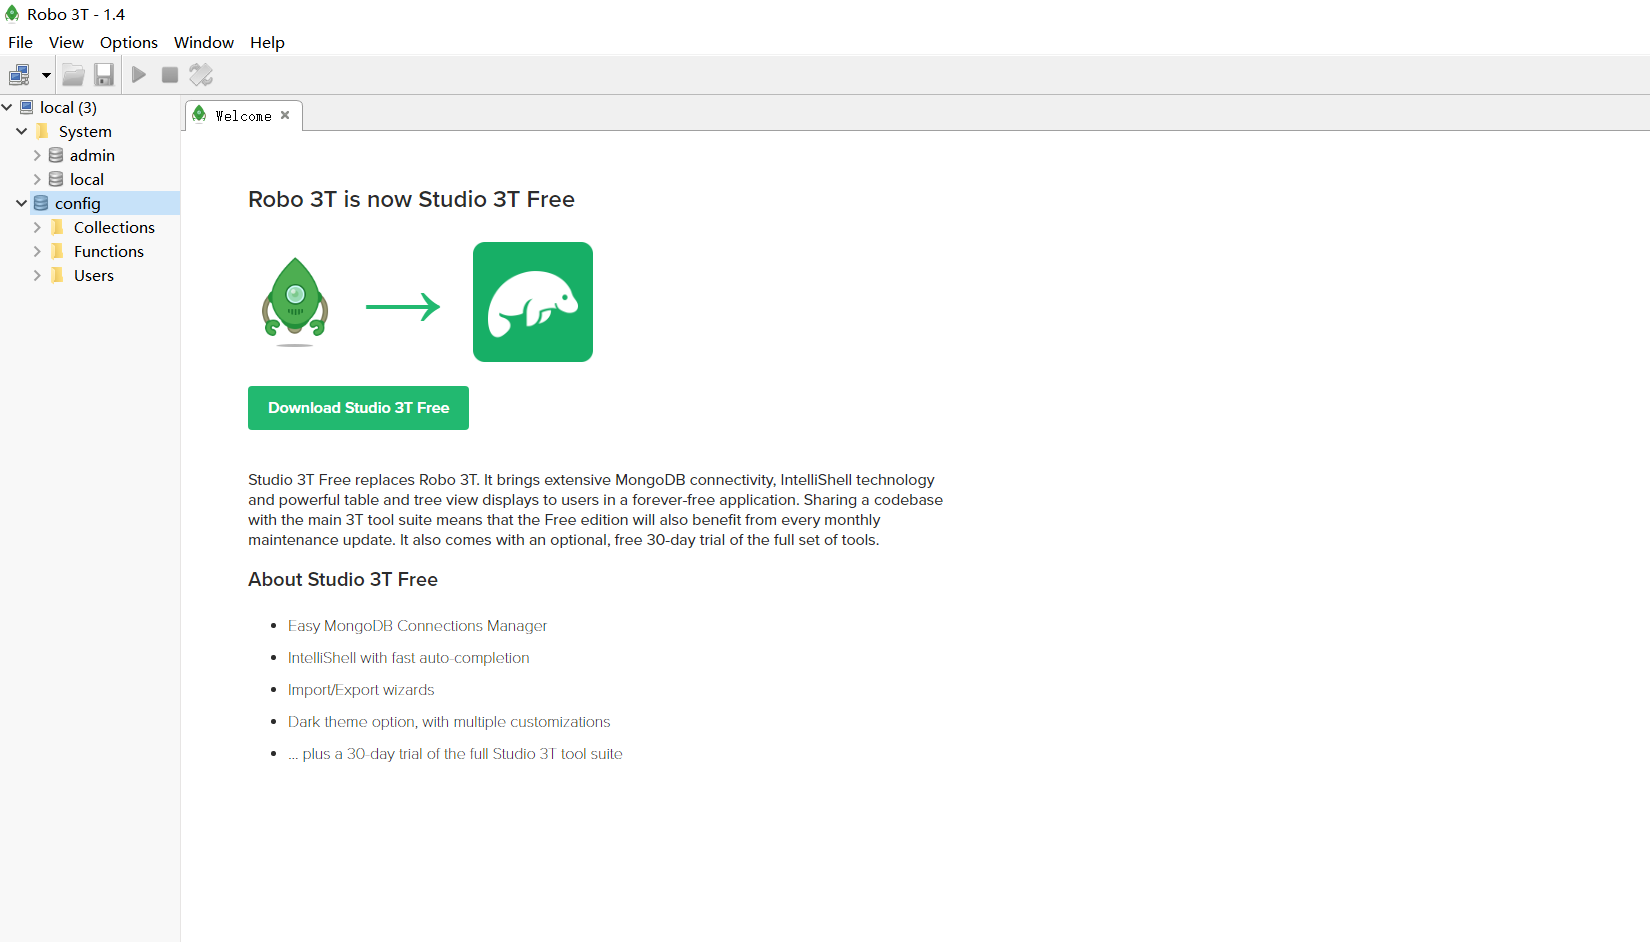 Robo 3T - 1.4
File View Options Window Help
local (3)
System
admin
local
config
Collections
Functions
Users
Welcome
Robo 3T is now Studio 3T Free
Download Studio 3T Free
Studio 3T Free replaces Robo 3T. It brings extensive MongoDB connectivity, IntelliShell technology
and powerful table and tree view displays to users in a forever-free application. Sharing a codebase
with the main 3T tool suite means that the Free edition will also benefit from every monthly
maintenance update. It also comes with an optional, free 30-day trial of the full set of tools.
About Studio 3T Free
• Easy MongoDB Connections Manager
• IntelliShell with fast auto-completion
• Import/Export wizards
• Dark theme option, with multiple customizations
• ... plus a 30-day trial of the full Studio 3T tool suite